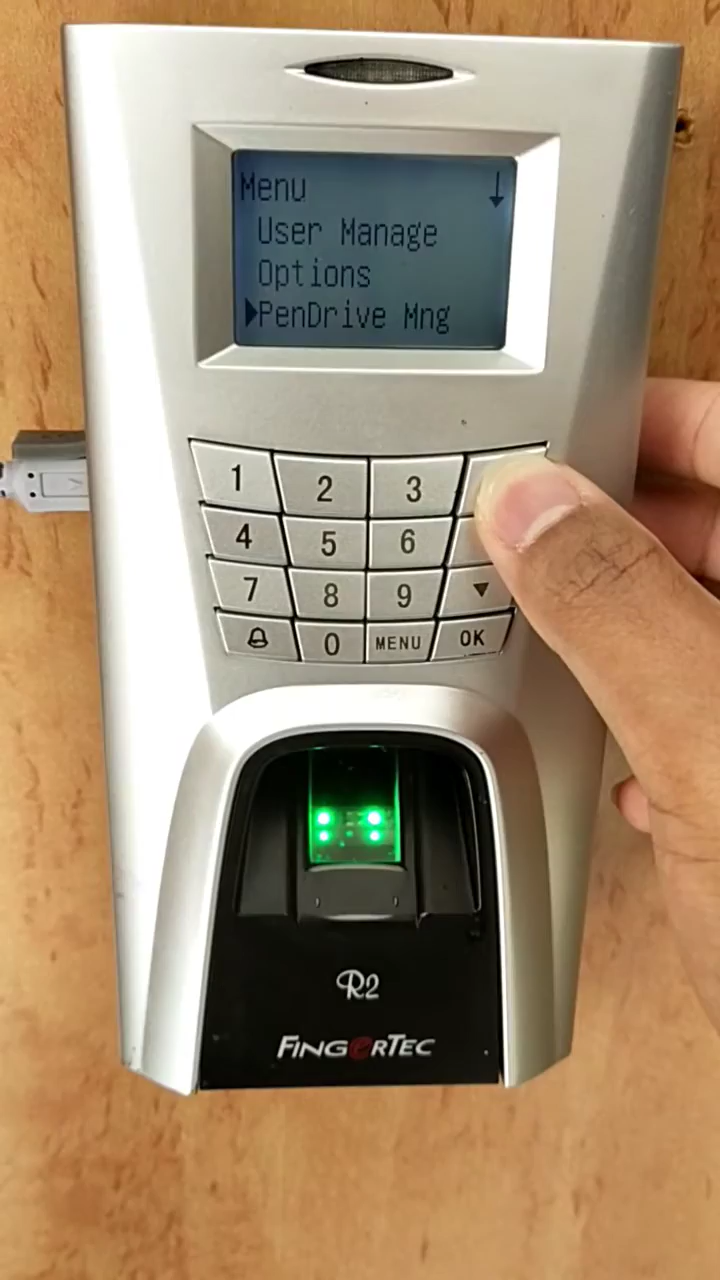 Menu ↓
User Manage
Options
▶PenDrive Mng
1 2 3
4 5 6
7 8 9 ▼
0 MENU OK
R2
FINGERTEC